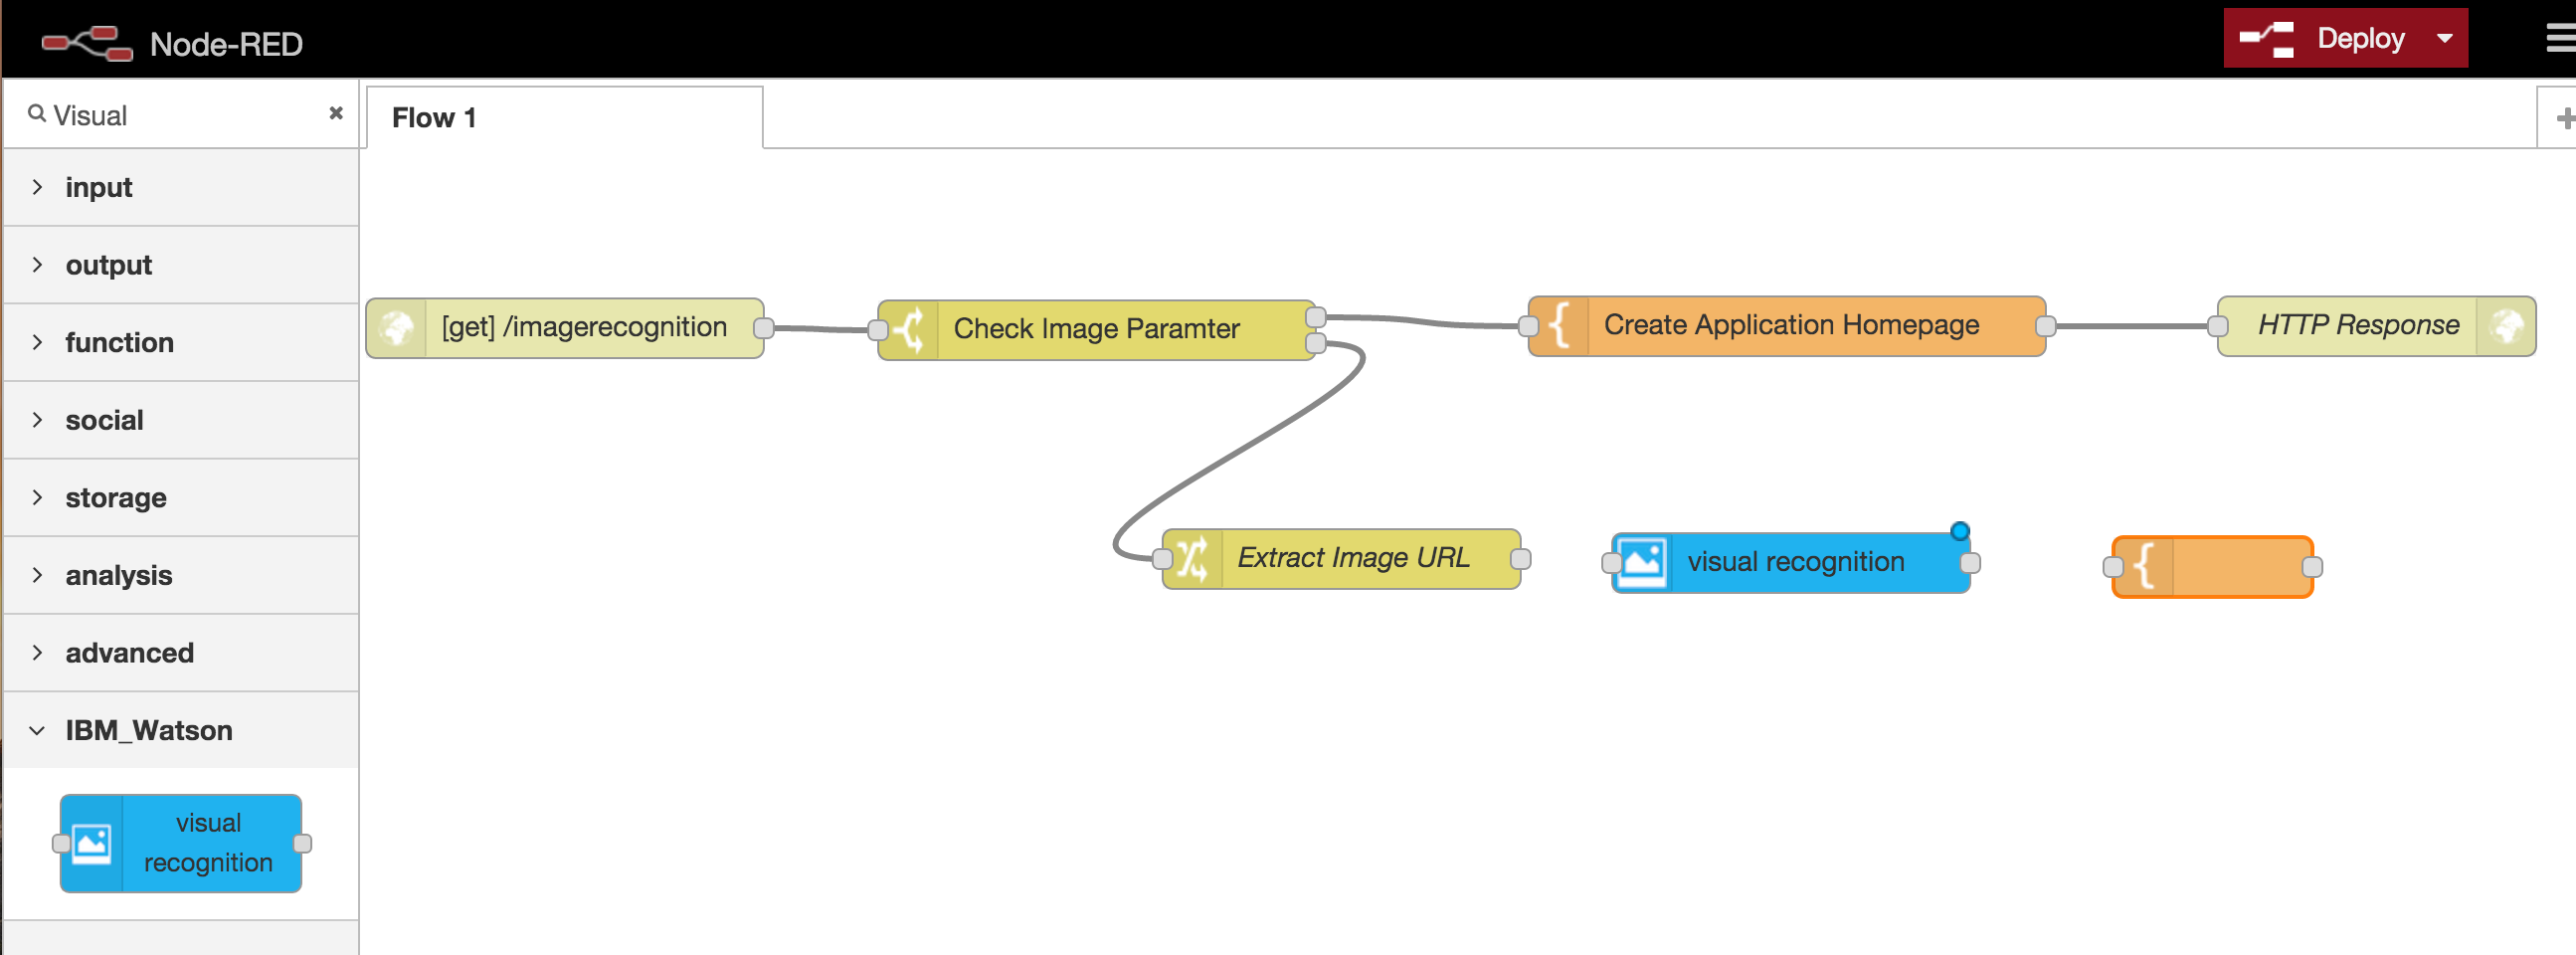 Node-RED
Deploy
Visual
Flow 1
input
output
function
social
storage
analysis
advanced
IBM_Watson
visual
recognition
[get] /imagerecognition
Check Image Paramter
Create Application Homepage
HTTP Response
Extract Image URL
visual recognition